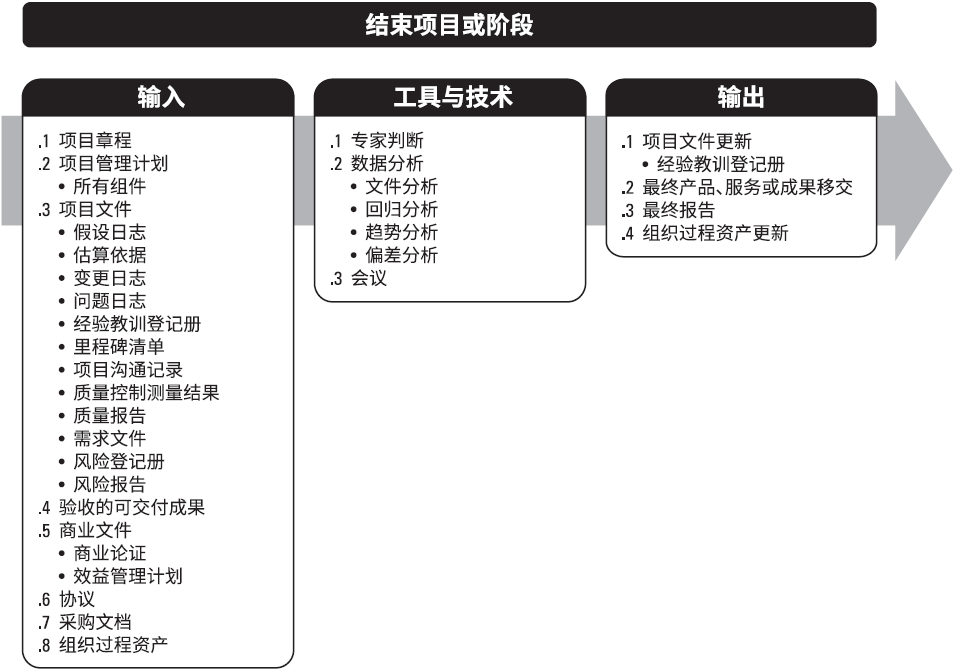 结束项目或阶段
输入
.1 项目章程
.2 项目管理计划
• 所有组件
.3 项目文件
• 假设日志
• 估算依据
• 变更日志
• 问题日志
• 经验教训登记册
• 里程碑清单
• 项目沟通记录
• 质量控制测量结果
• 质量报告
• 需求文件
• 风险登记册
• 风险报告
.4 验收的可交付成果
.5 商业文件
• 商业论证
• 效益管理计划
.6 协议
.7 采购文档
.8 组织过程资产
工具与技术
.1 专家判断
.2 数据分析
• 文件分析
• 回归分析
• 趋势分析
• 偏差分析
.3 会议
输出
.1 项目文件更新
• 经验教训登记册
.2 最终产品、服务或成果移交
.3 最终报告
.4 组织过程资产更新